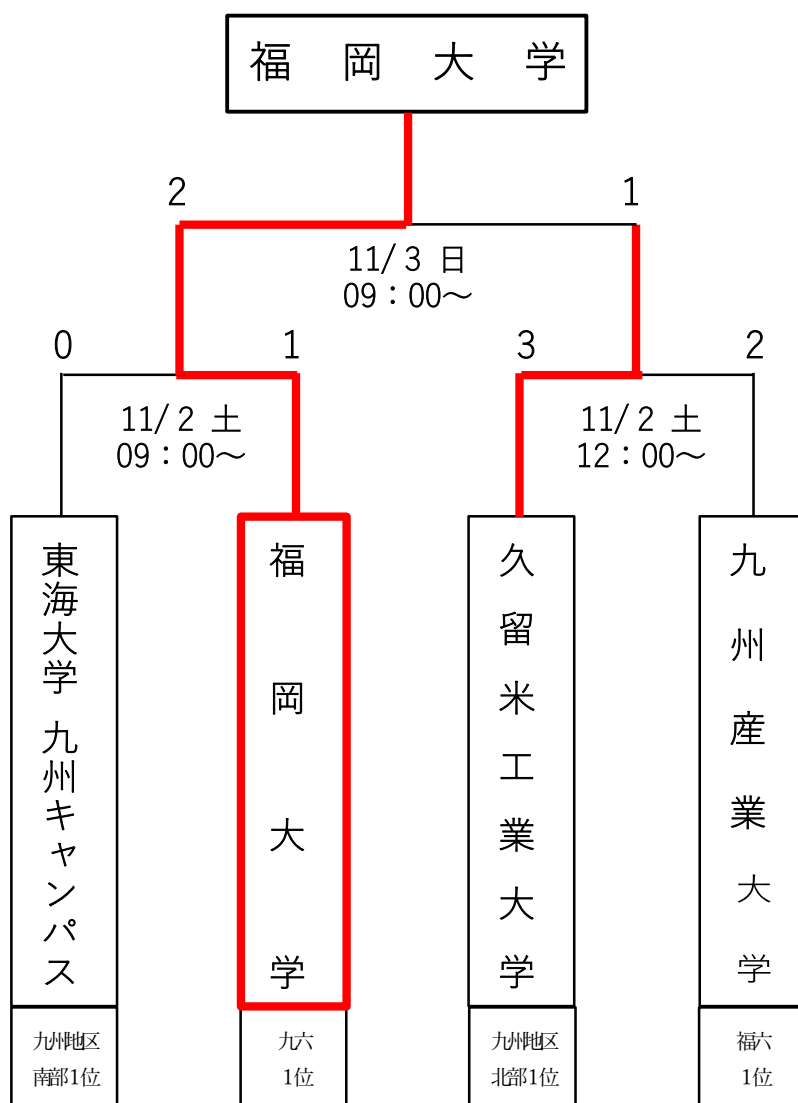 福岡大学
2 1
11/3 日
09：00～
0 1 3 2
11/2 土
09：00～
11/2 土
12：00～
東海大学 九州キャンパス
福岡大学
久留米工業大学
九州産業大学
九州地区
南部1位
九六
1位
九州地区
北部1位
福六
1位